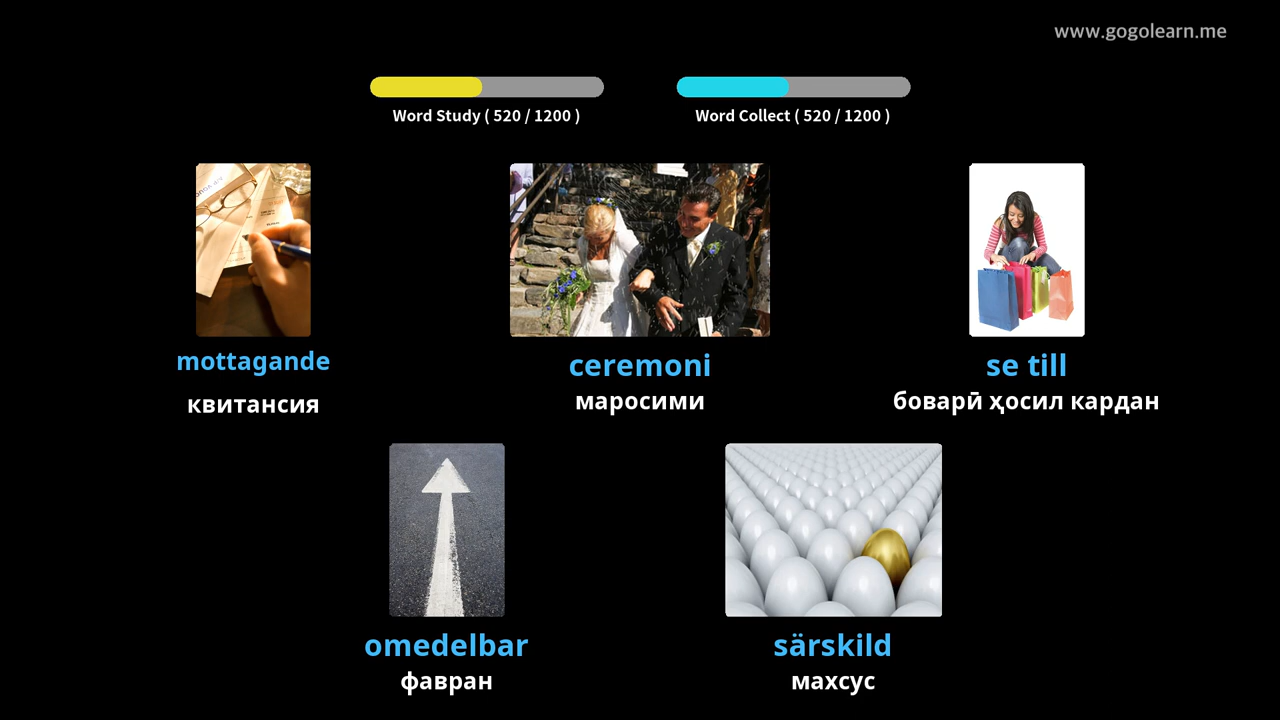 www.gogolearn.me
Word Study ( 520 / 1200 )
Word Collect ( 520 / 1200 )
mottagande
квитансия
ceremoni
маросими
se till
боварӣ ҳосил кардан
omedelbar
фавран
särskild
махсус